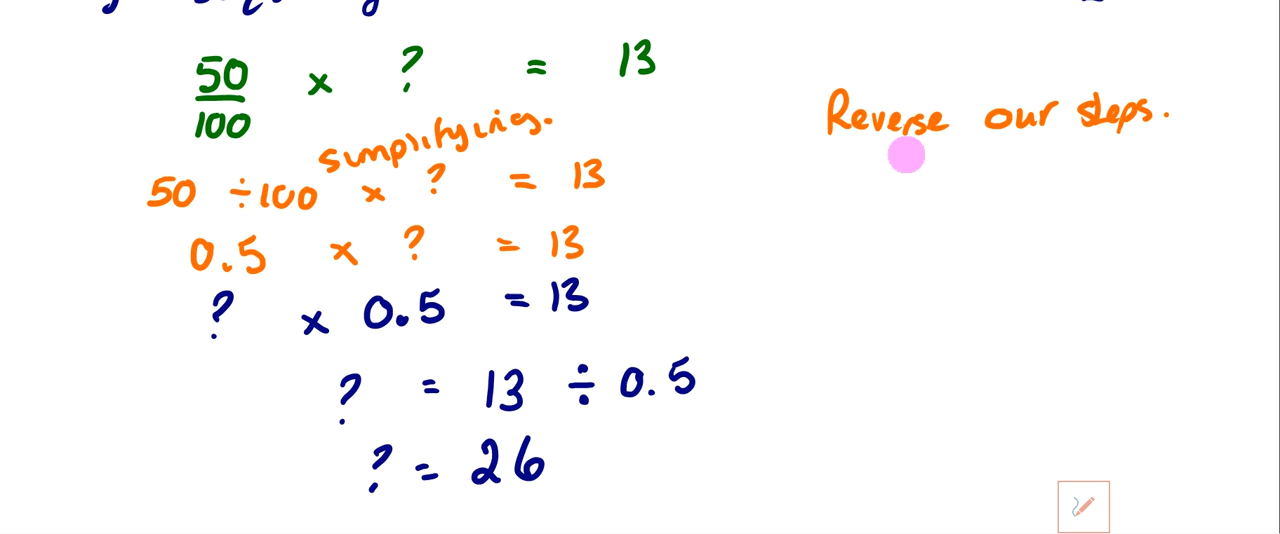 50/100 × ? = 13
Reverse our steps.
simplifying.
50 ÷ 100 × ? = 13
0.5 × ? = 13
? × 0.5 = 13
? = 13 ÷ 0.5
? = 26